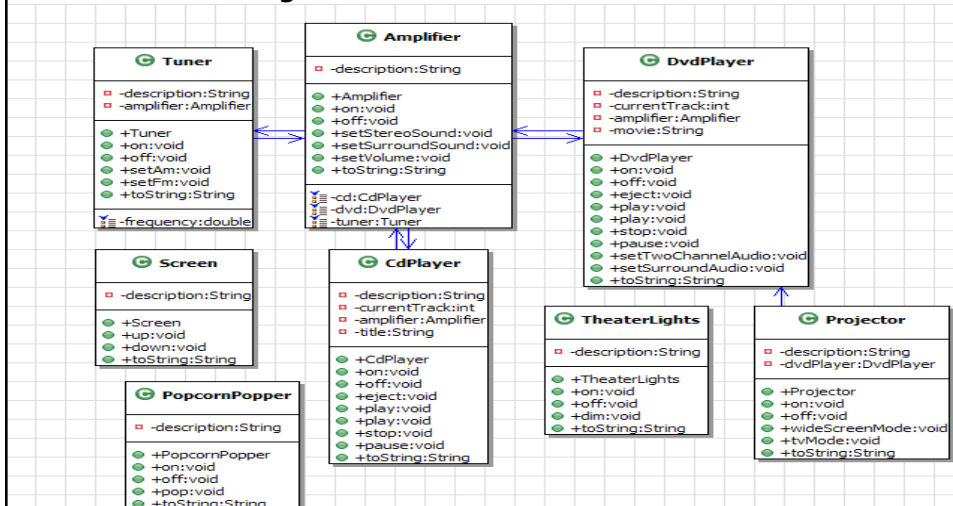 Tuner
-description:String
-amplifier:Amplifier
+Tuner
+on:void
+off:void
+setAm:void
+setFm:void
+toString:String
-frequency:double
Amplifier
-description:String
+Amplifier
+on:void
+off:void
+setStereoSound:void
+setSurroundSound:void
+setVolume:void
+toString:String
-cd:CdPlayer
-dvd:DvdPlayer
-tuner:Tuner
DvdPlayer
-description:String
-currentTrack:int
-amplifier:Amplifier
-movie:String
+DvdPlayer
+on:void
+off:void
+eject:void
+play:void
+play:void
+stop:void
+pause:void
+setTwoChannelAudio:void
+setSurroundAudio:void
+toString:String
Screen
-description:String
+Screen
+up:void
+down:void
+toString:String
CdPlayer
-description:String
-currentTrack:int
-amplifier:Amplifier
-title:String
+CdPlayer
+on:void
+off:void
+eject:void
+play:void
+play:void
+stop:void
+pause:void
+toString:String
TheaterLights
-description:String
+TheaterLights
+on:void
+off:void
+dim:void
+toString:String
Projector
-description:String
-dvdPlayer:DvdPlayer
+Projector
+on:void
+off:void
+wideScreenMode:void
+tvMode:void
+toString:String
PopcornPopper
-description:String
+PopcornPopper
+on:void
+off:void
+pop:void
+toString:String